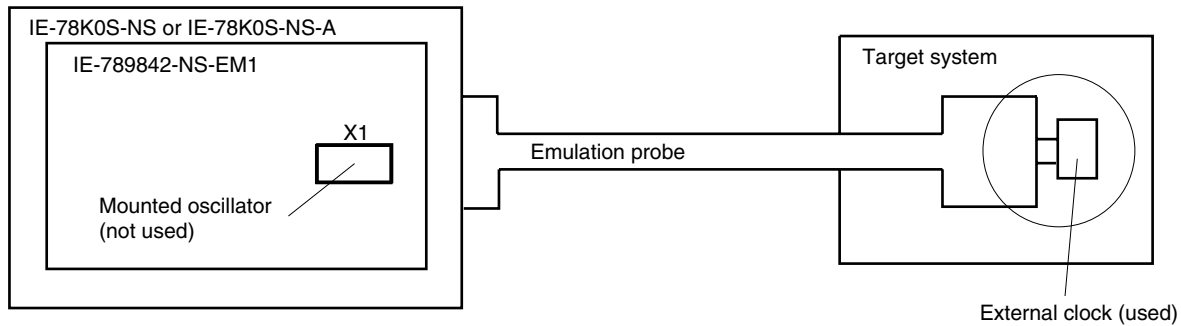 IE-78K0S-NS or IE-78K0S-NS-A
IE-789842-NS-EM1
X1
Mounted oscillator
(not used)
Emulation probe
Target system
External clock (used)